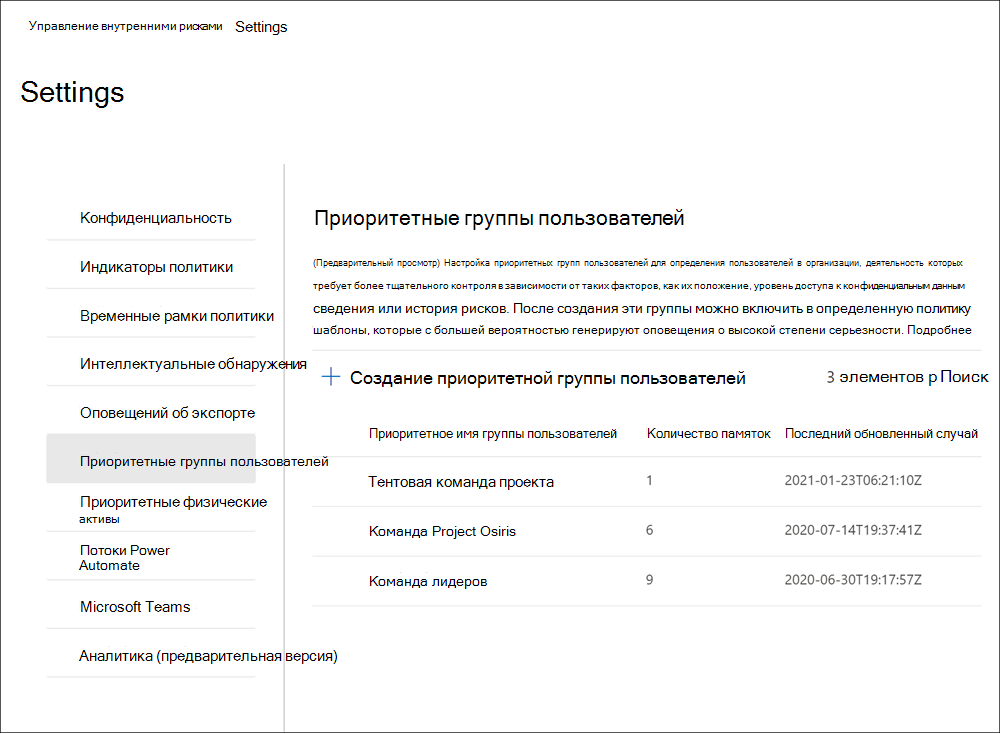 Управление внутренними рисками Settings
Settings
Конфиденциальность
Индикаторы политики
Временные рамки политики
Интеллектуальные обнаружения
Оповещений об экспорте
Приоритетные группы пользователей
Приоритетные физические
активы
Потоки Power
Automate
Microsoft Teams
Аналитика (предварительная версия)
Приоритетные группы пользователей
(Предварительный просмотр) Настройка приоритетных групп пользователей для определения пользователей в организации, деятельность которых
требует более тщательного контроля в зависимости от таких факторов, как их положение, уровень доступа к конфиденциальным данным
сведения или история рисков. После создания эти группы можно включить в определенную политику
шаблоны, которые с большей вероятностью генерируют оповещения о высокой степени серьезности. Подробнее
Создание приоритетной группы пользователей 3 элементов р Поиск
Приоритетное имя группы пользователей Количество памяток Последний обновленный случай
Тентовая команда проекта 1 2021-01-23T06:21:10Z
Команда Project Osiris 6 2020-07-14T19:37:41Z
Команда лидеров 9 2020-06-30T19:17:57Z